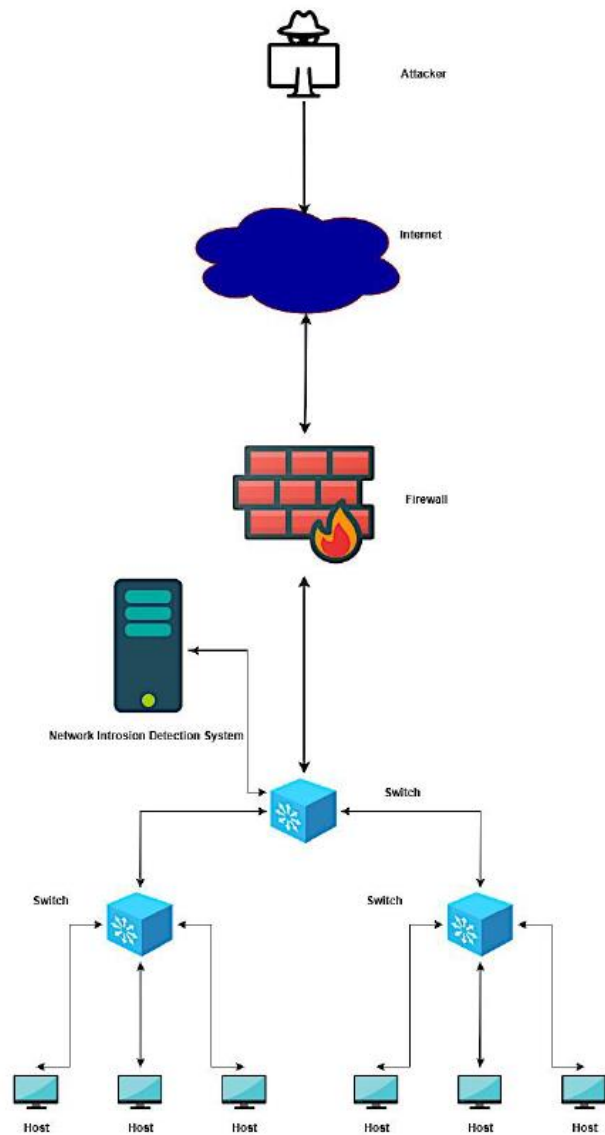 Attacker
Internet
Firewall
Network Introsion Detection System
Switch
Switch
Switch
Host
Host
Host
Host
Host
Host